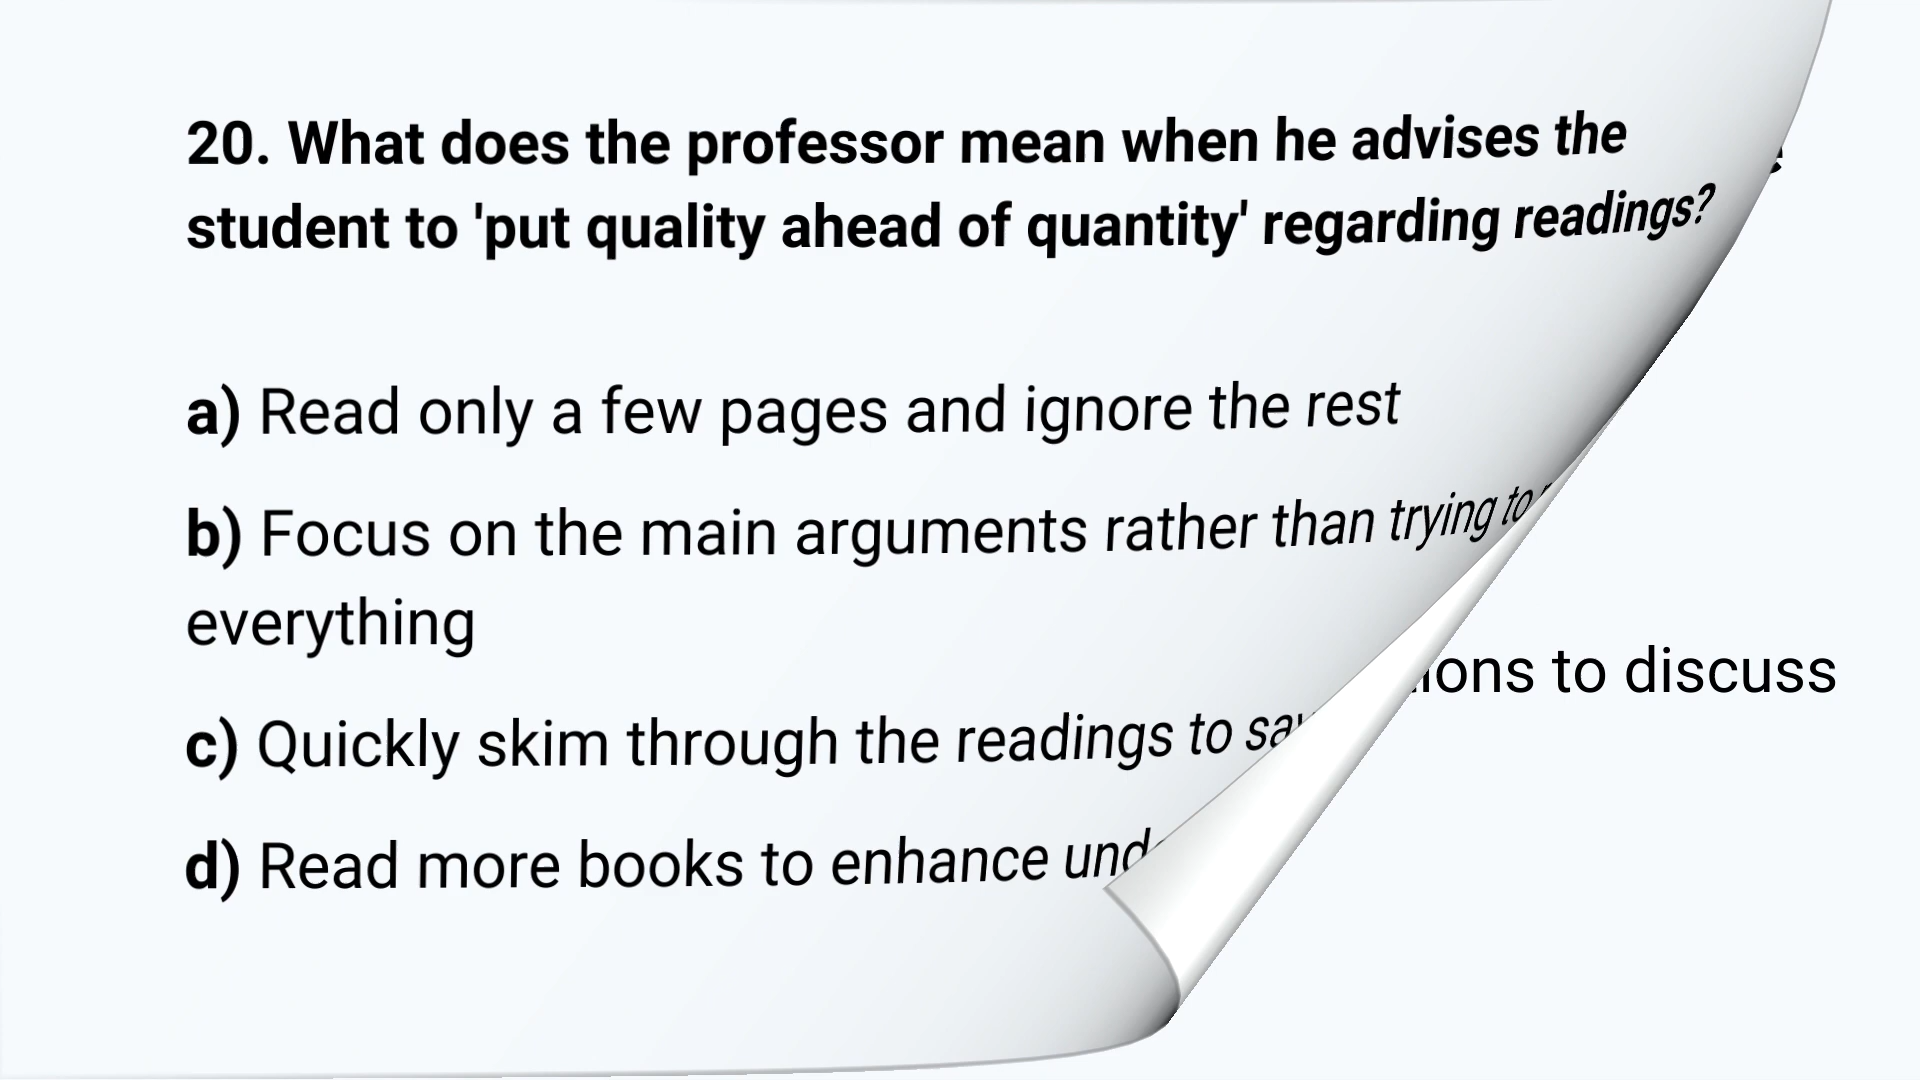 20. What does the professor mean when he advises the
student to 'put quality ahead of quantity' regarding readings?
a) Read only a few pages and ignore the rest
b) Focus on the main arguments rather than trying to
everything
c) Quickly skim through the readings to
d) Read more books to enhance
to discuss